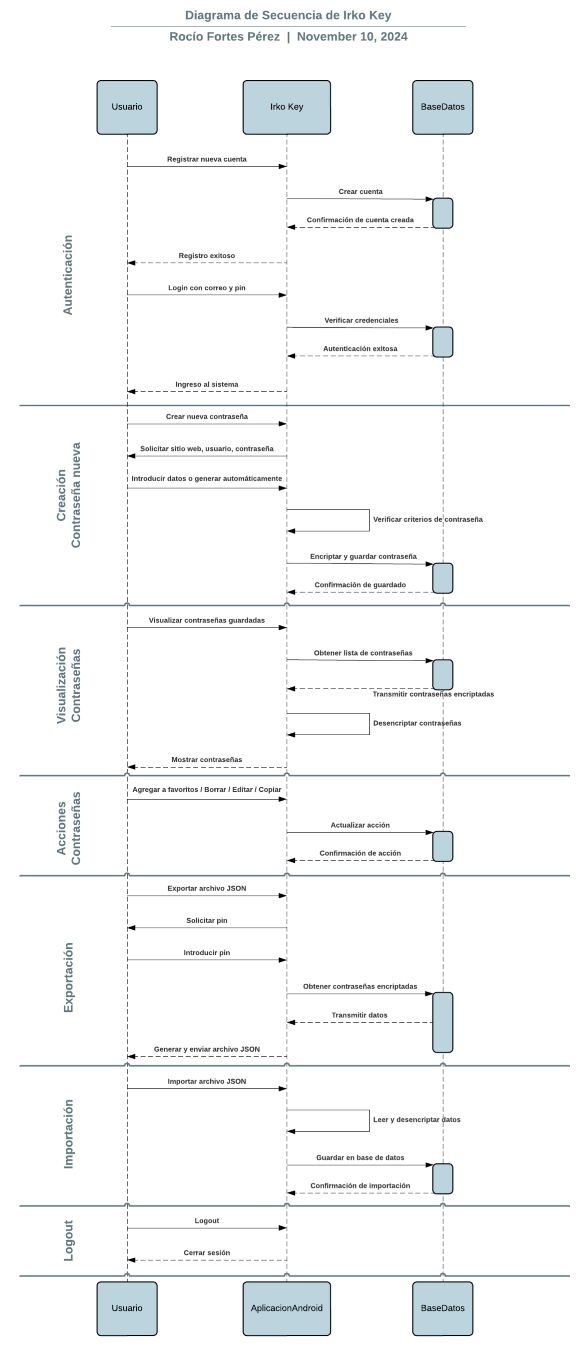 Diagrama de Secuencia de Irko Key
Rocío Fortes Pérez | November 10, 2024
Usuario
Irko Key
BaseDatos
Autenticación
Registrar nueva cuenta
Crear cuenta
Confirmación de cuenta creada
Registro exitoso
Login con correo y pin
Verificar credenciales
Autenticación exitosa
Ingreso al sistema
Creación
Contraseña nueva
Crear nueva contraseña
Solicitar sitio web, usuario, contraseña
Introducir datos o generar automáticamente
Verificar criterios de contraseña
Encriptar y guardar contraseña
Confirmación de guardado
Visualización
Contraseñas
Visualizar contraseñas guardadas
Obtener lista de contraseñas
Transmitir contraseñas encriptadas
Desencriptar contraseñas
Mostrar contraseñas
Acciones
Contraseñas
Agregar a favoritos / Borrar / Editar / Copiar
Actualizar acción
Confirmación de acción
Exportación
Exportar archivo JSON
Solicitar pin
Introducir pin
Obtener contraseñas encriptadas
Transmitir datos
Generar y enviar archivo JSON
Importación
Importar archivo JSON
Leer y desencriptar datos
Guardar en base de datos
Confirmación de importación
Logout
Logout
Cerrar sesión
Usuario
AplicacionAndroid
BaseDatos